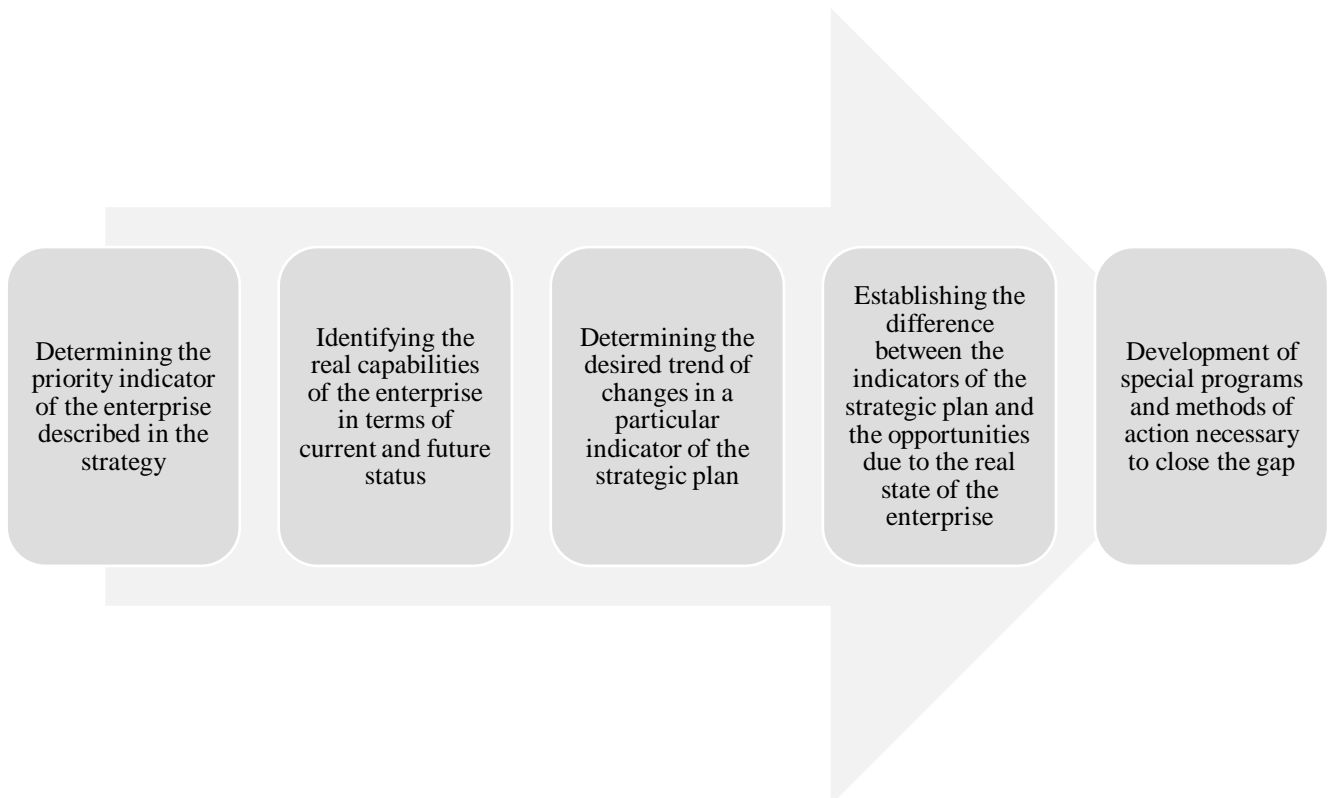 Determining the
priority indicator
of the enterprise
described in the
strategy
Identifying the
real capabilities
of the enterprise
in terms of
current and future
status
Determining the
desired trend of
changes in a
particular
indicator of the
strategic plan
Establishing the
difference
between the
indicators of the
strategic plan and
the opportunities
due to the real
state of the
enterprise
Development of
special programs
and methods of
action necessary
to close the gap